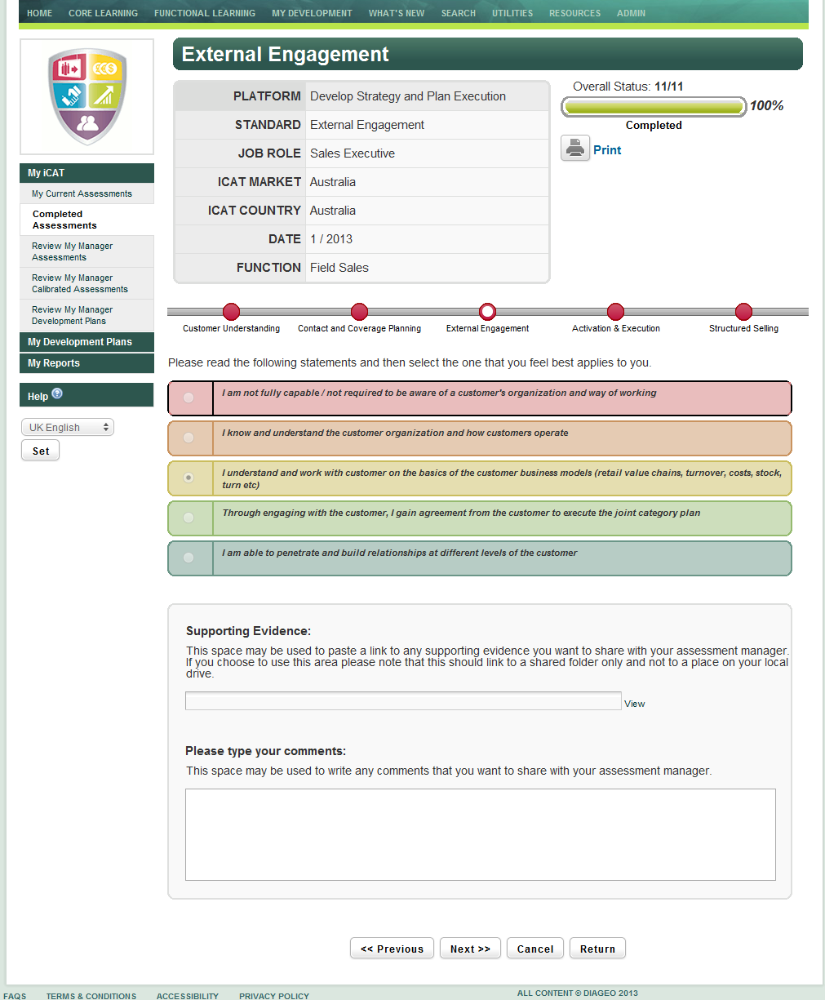 HOME CORE LEARNING FUNCTIONAL LEARNING MY DEVELOPMENT WHAT'S NEW SEARCH UTILITIES RESOURCES ADMIN
External Engagement
PLATFORM Develop Strategy and Plan Execution
STANDARD External Engagement
JOB ROLE Sales Executive
ICAT MARKET Australia
ICAT COUNTRY Australia
DATE 1 / 2013
FUNCTION Field Sales
Overall Status: 11/11
100%
Completed
Print
My iCAT
My Current Assessments
Completed
Assessments
Review My Manager
Assessments
Review My Manager
Calibrated Assessments
Review My Manager
Development Plans
My Development Plans
My Reports
Help ?
UK English
Set
Customer Understanding Contact and Coverage Planning External Engagement Activation & Execution Structured Selling
Please read the following statements and then select the one that you feel best applies to you.
I am not fully capable / not required to be aware of a customer's organization and way of working
I know and understand the customer organization and how customers operate
I understand and work with customer on the basics of the customer business models (retail value chains, turnover, costs, stock,
turn etc)
Through engaging with the customer, I gain agreement from the customer to execute the joint category plan
I am able to penetrate and build relationships at different levels of the customer
Supporting Evidence:
This space may be used to paste a link to any supporting evidence you want to share with your assessment manager.
If you choose to use this area please note that this should link to a shared folder only and not to a place on your local
drive.
View
Please type your comments:
This space may be used to write any comments that you want to share with your assessment manager.
<< Previous Next >> Cancel Return
FAQS TERMS & CONDITIONS ACCESSIBILITY PRIVACY POLICY ALL CONTENT © DIAGEO 2013